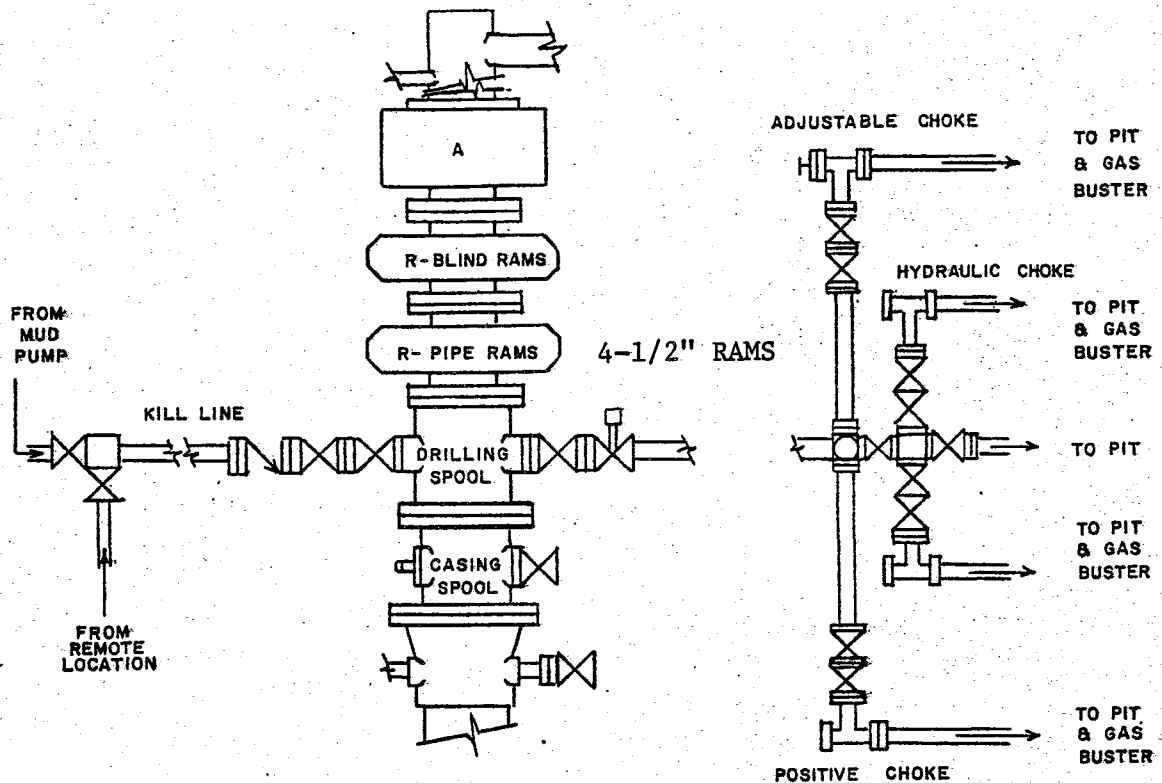 A
R-BLIND RAMS
R-PIPE RAMS
4-1/2" RAMS
FROM
MUD
PUMP
KILL LINE
DRILLING
SPOOL
CASING
SPOOL
FROM
REMOTE
LOCATION
ADJUSTABLE CHOKE
TO PIT
& GAS
BUSTER
HYDRAULIC CHOKE
TO PIT
& GAS
BUSTER
TO PIT
TO PIT
& GAS
BUSTER
TO PIT
& GAS
BUSTER
POSITIVE CHOKE